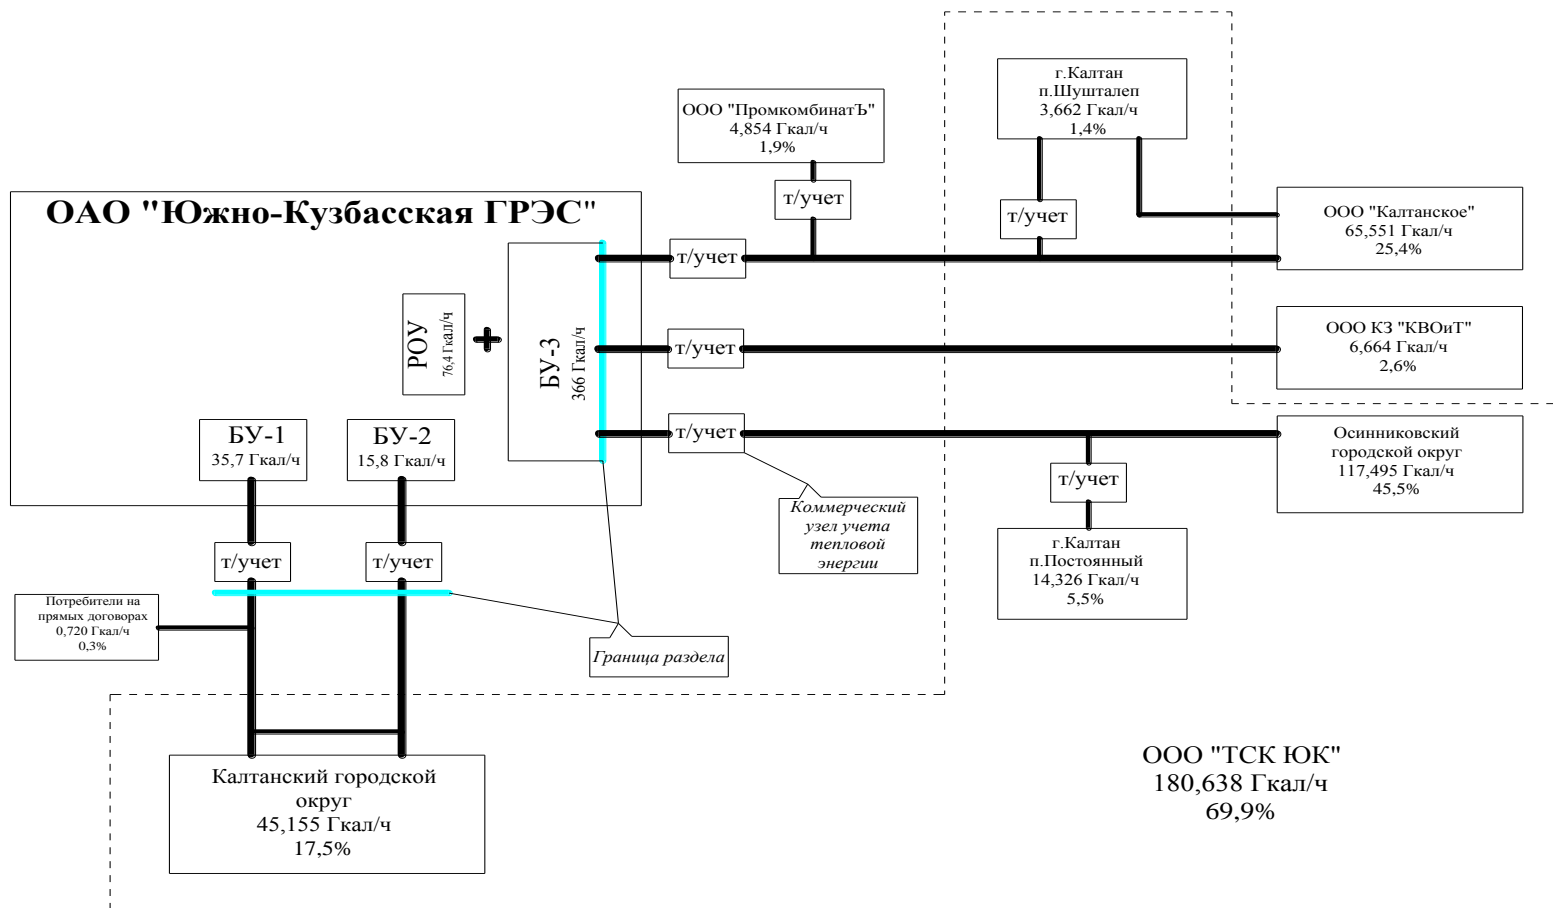 г.Калтан
п.Шушталеп
3,662 Гкал/ч
1,4%
ООО "ПромкомбинатЪ"
4,854 Гкал/ч
1,9%
т/учет
т/учет
ОАО "Южно-Кузбасская ГРЭС"
ООО "Калтанское"
65,551 Гкал/ч
25,4%
т/учет
РОУ
76,4 Гкал/ч
БУ-3
366 Гкал/ч
т/учет
ООО КЗ "КВОиТ"
6,664 Гкал/ч
2,6%
БУ-1
35,7 Гкал/ч
БУ-2
15,8 Гкал/ч
т/учет
Осинниковский
городской округ
117,495 Гкал/ч
45,5%
т/учет
Коммерческий
узел учета
тепловой
энергии
г.Калтан
п.Постоянный
14,326 Гкал/ч
5,5%
т/учет
т/учет
Потребители на
прямых договорах
0,720 Гкал/ч
0,3%
Граница раздела
Калтанский городской
округ
45,155 Гкал/ч
17,5%
ООО "ТСК ЮК"
180,638 Гкал/ч
69,9%